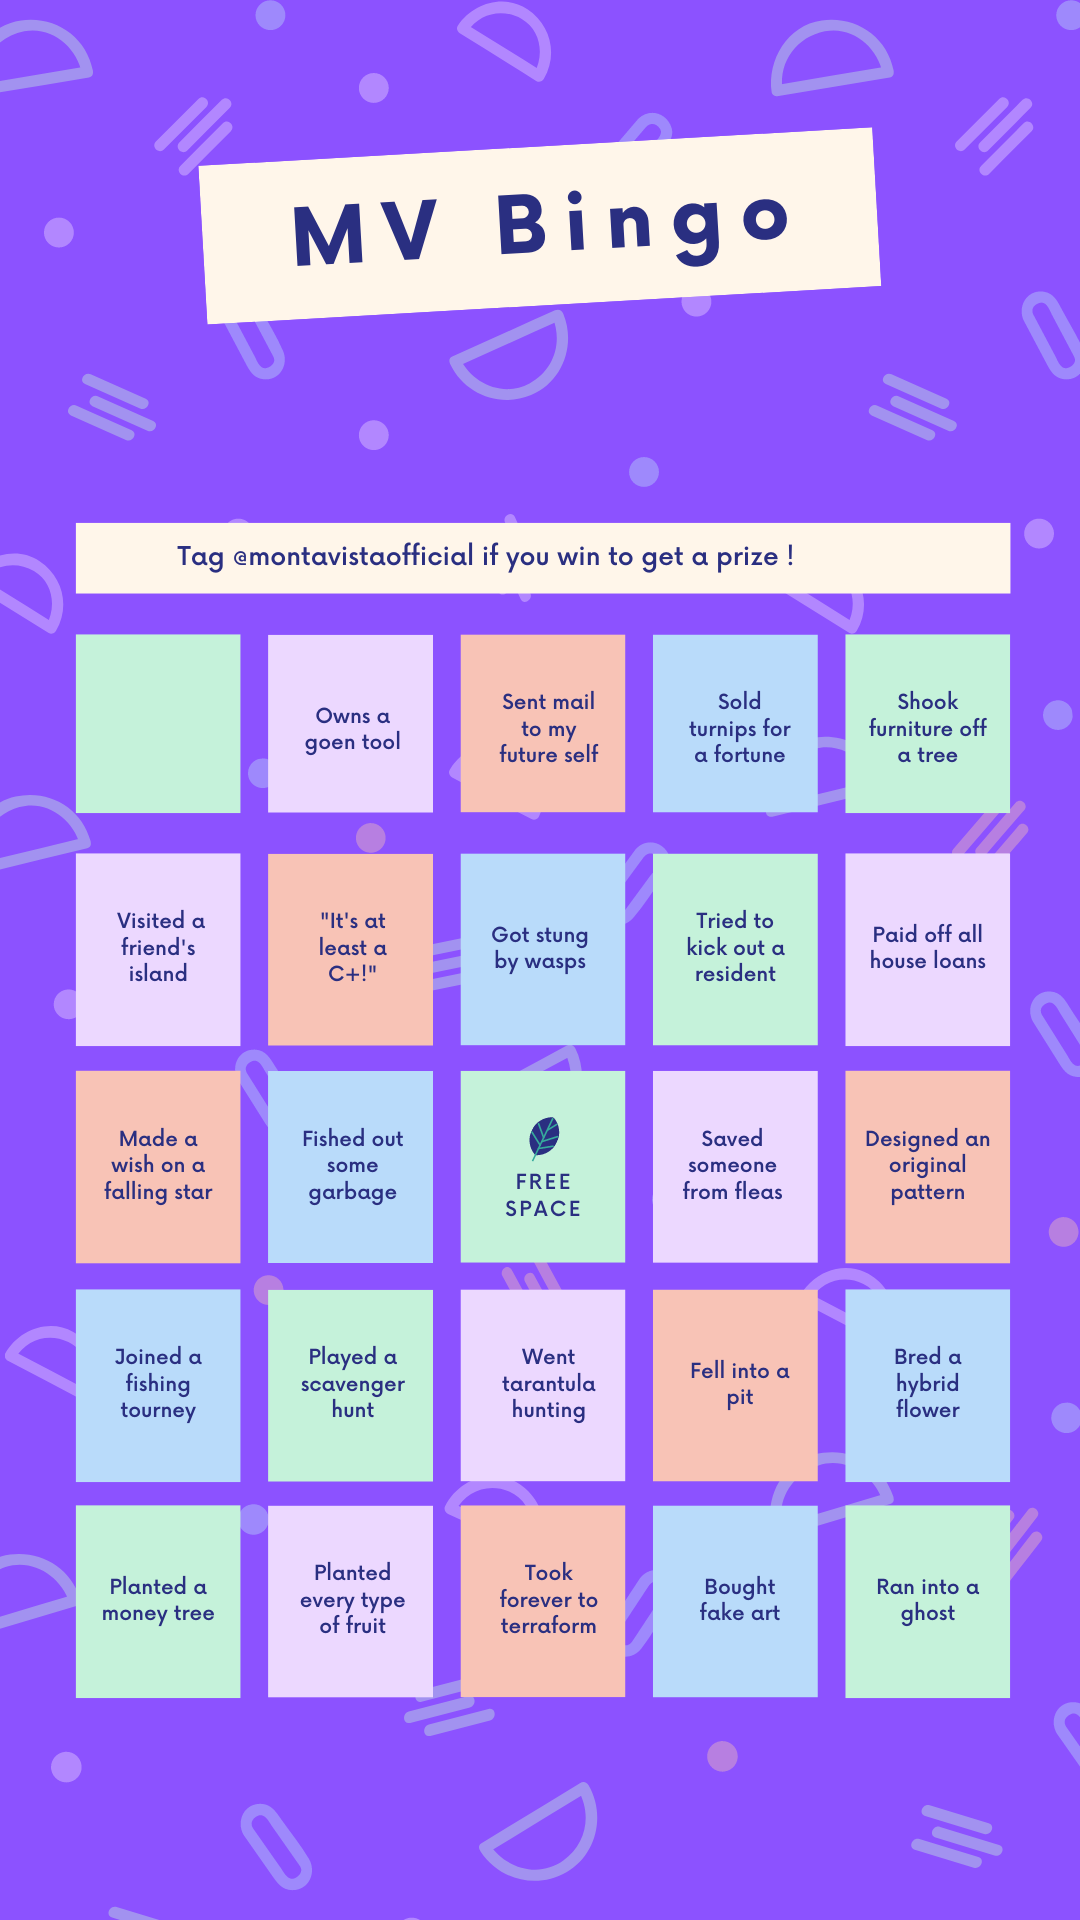 MV Bingo
Tag @montavistaofficial if you win to get a prize !
Owns a
goen tool
Sent mail
to my
future self
Sold
turnips for
a fortune
Shook
furniture off
a tree
Visited a
friend's
island
"It's at
least a
C+!"
Got stung
by wasps
Tried to
kick out a
resident
Paid off all
house loans
Made a
wish on a
falling star
Fished out
some
garbage
FREE
SPACE
Saved
someone
from fleas
Designed an
original
pattern
Joined a
fishing
tourney
Played a
scavenger
hunt
Went
tarantula
hunting
Fell into a
pit
Bred a
hybrid
flower
Planted a
money tree
Planted
every type
of fruit
Took
forever to
terraform
Bought
fake art
Ran into a
ghost